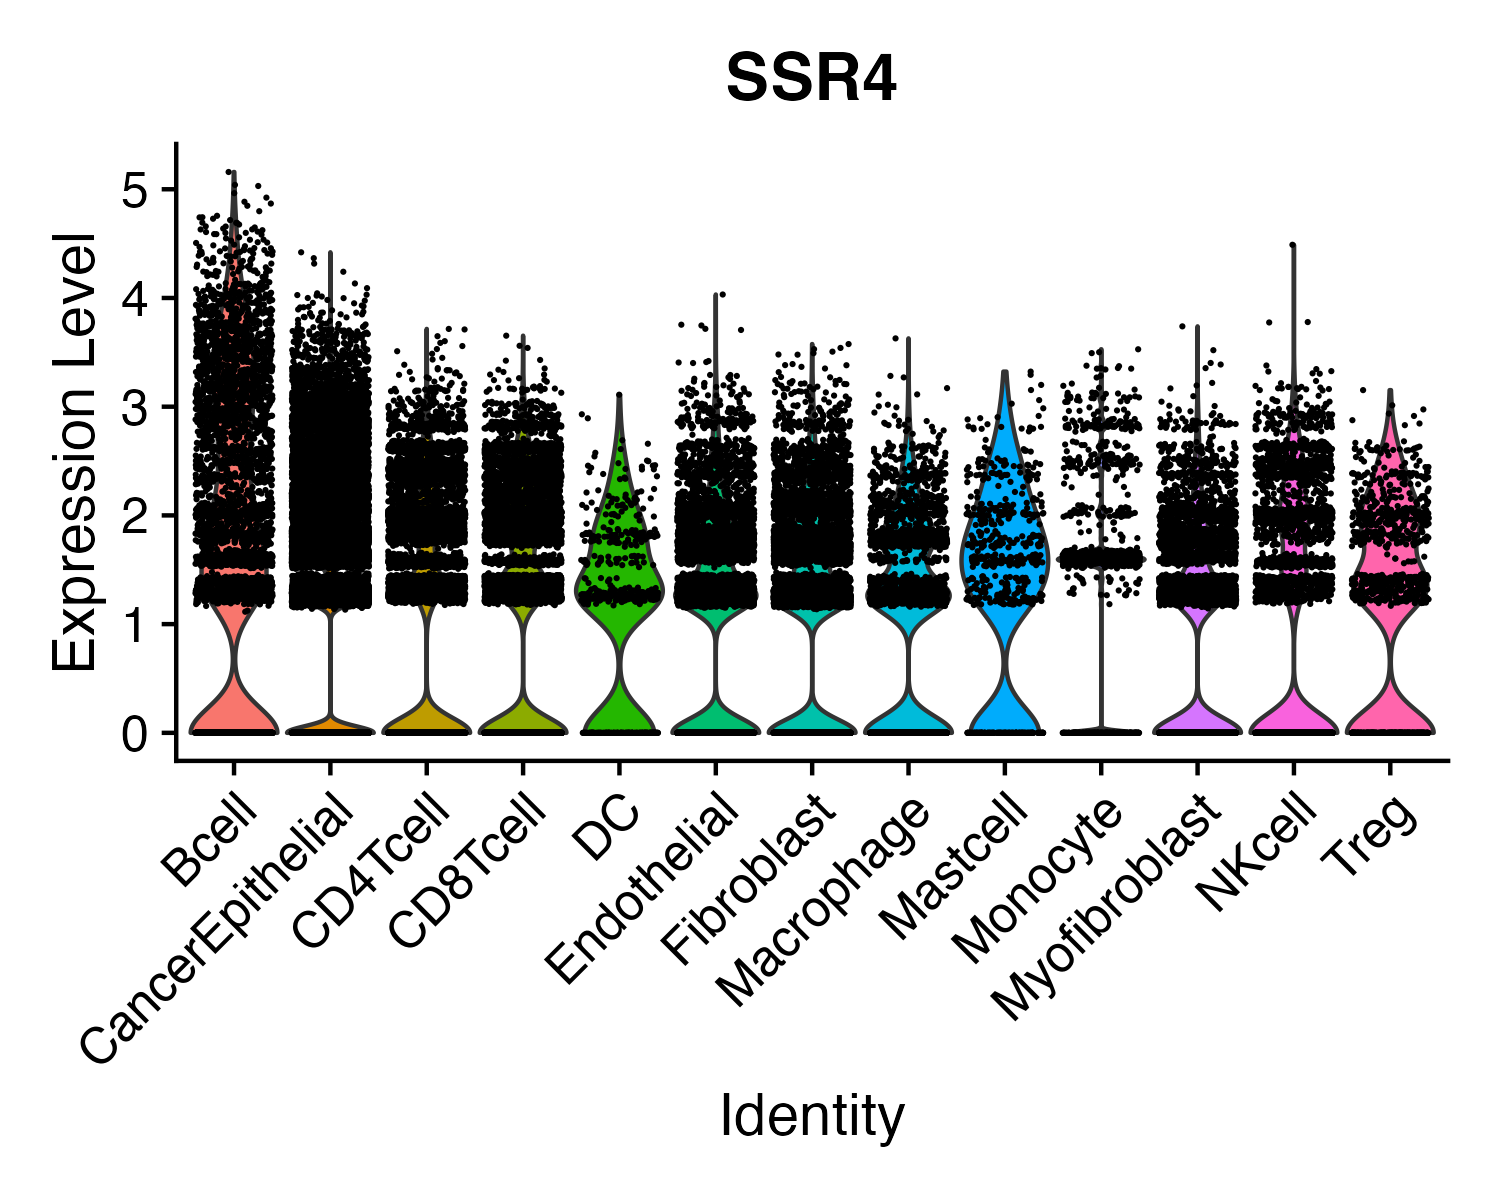 SSR4
Expression Level
5
4
3
2
1
0
Bcell
CancerEpithelial
CD4Tcell
CD8Tcell
DC
Endothelial
Fibroblast
Macrophage
Mastcell
Monocyte
Myofibroblast
NKcell
Treg
Identity